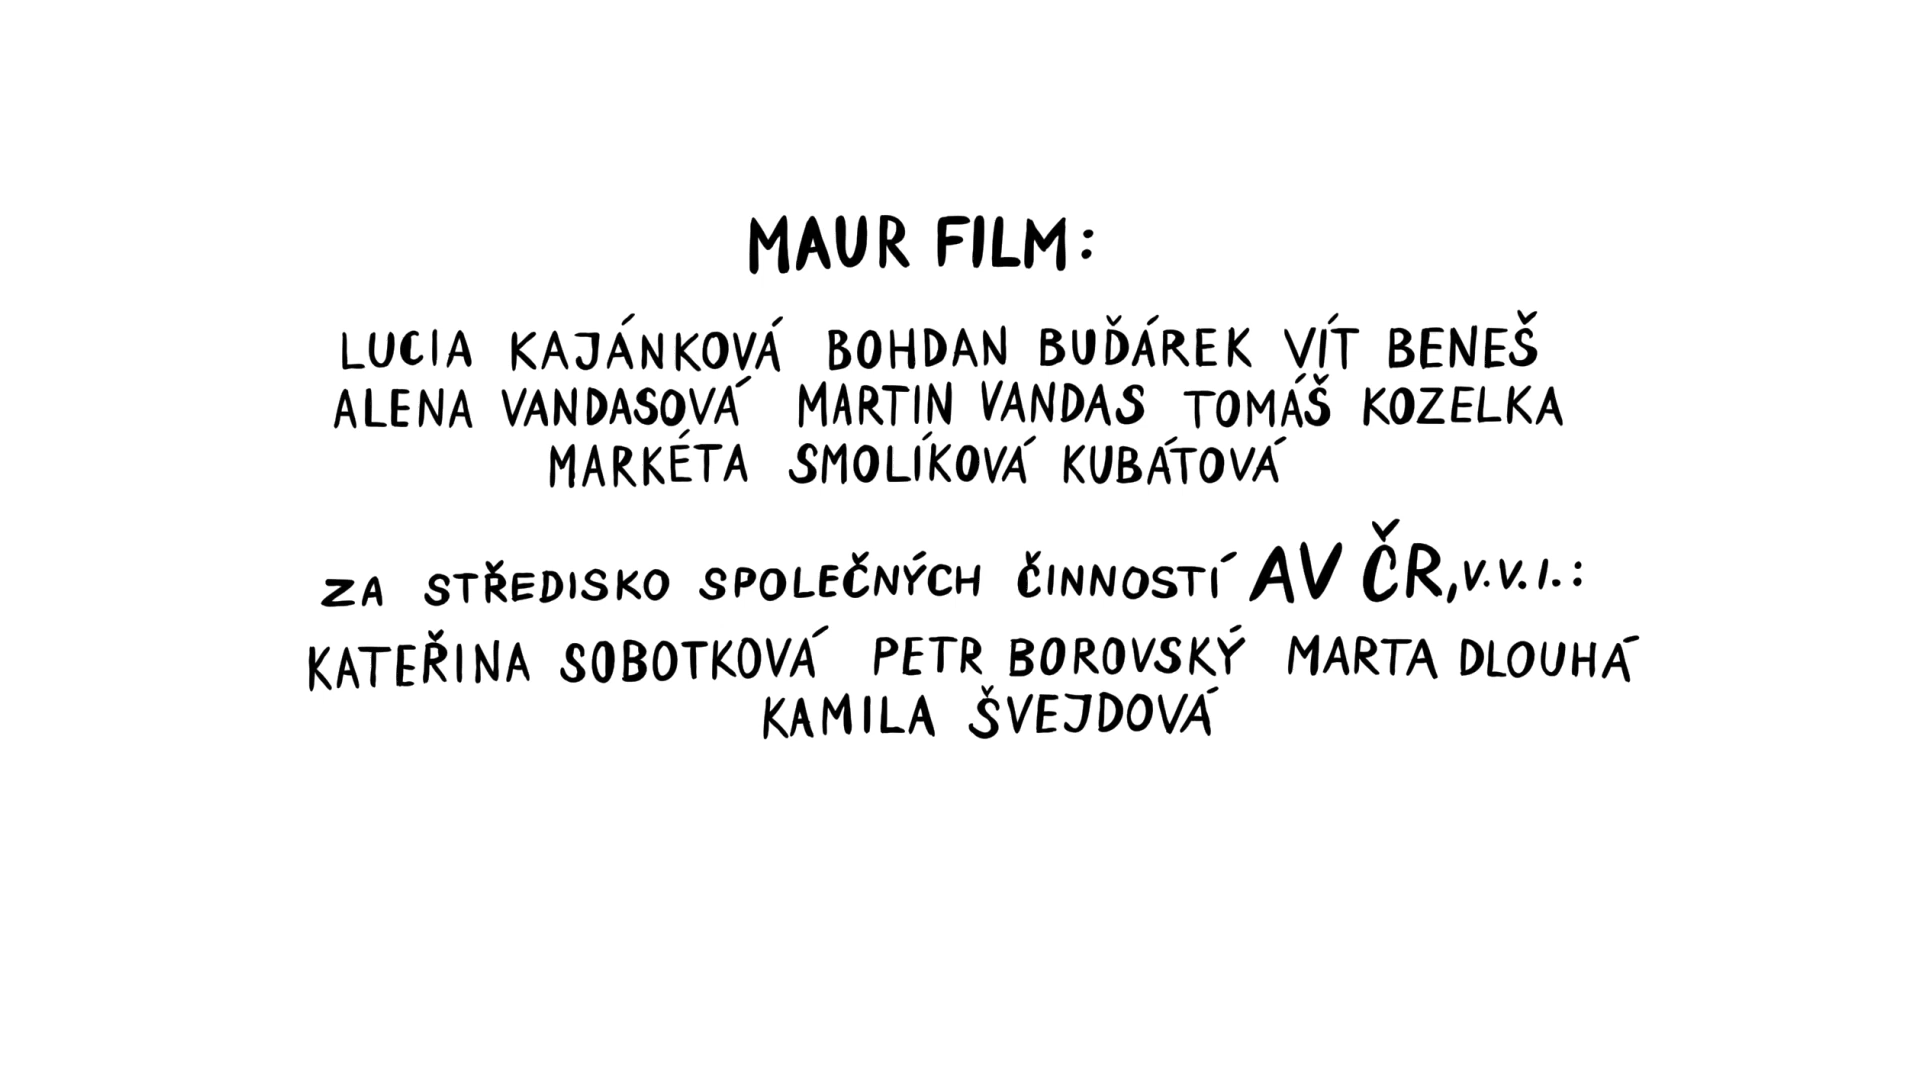 MAUR FILM:
LUCIA KAJÁNKOVÁ BOHDAN BUĎÁREK VÍT BENEŠ
ALENA VANDASOVÁ MARTIN VANDAS TOMÁŠ KOZELKA
MARKÉTA SMOLÍKOVÁ KUBÁTOVÁ
ZA STŘEDISKO SPOLEČNÝCH ČINNOSTÍ AV ČR, V. V. I.:
KATEŘINA SOBOTKOVÁ PETR BOROVSKÝ MARTA DLOUHÁ
KAMILA ŠVEJDOVÁ